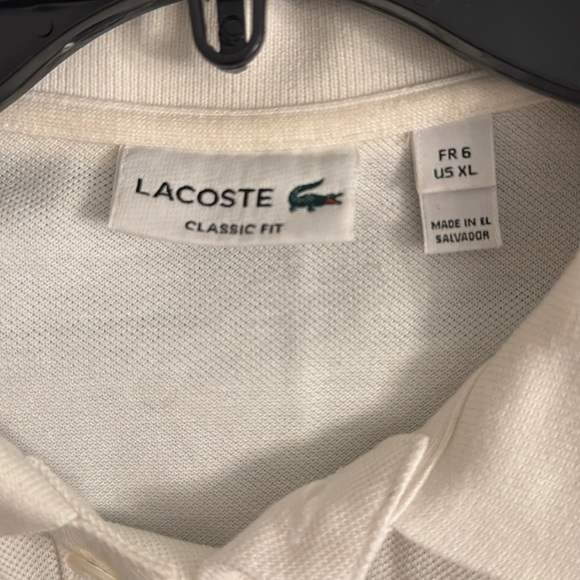 LACOSTE
CLASSIC FIT
FR 6
US XL
MADE IN EL
SALVADOR